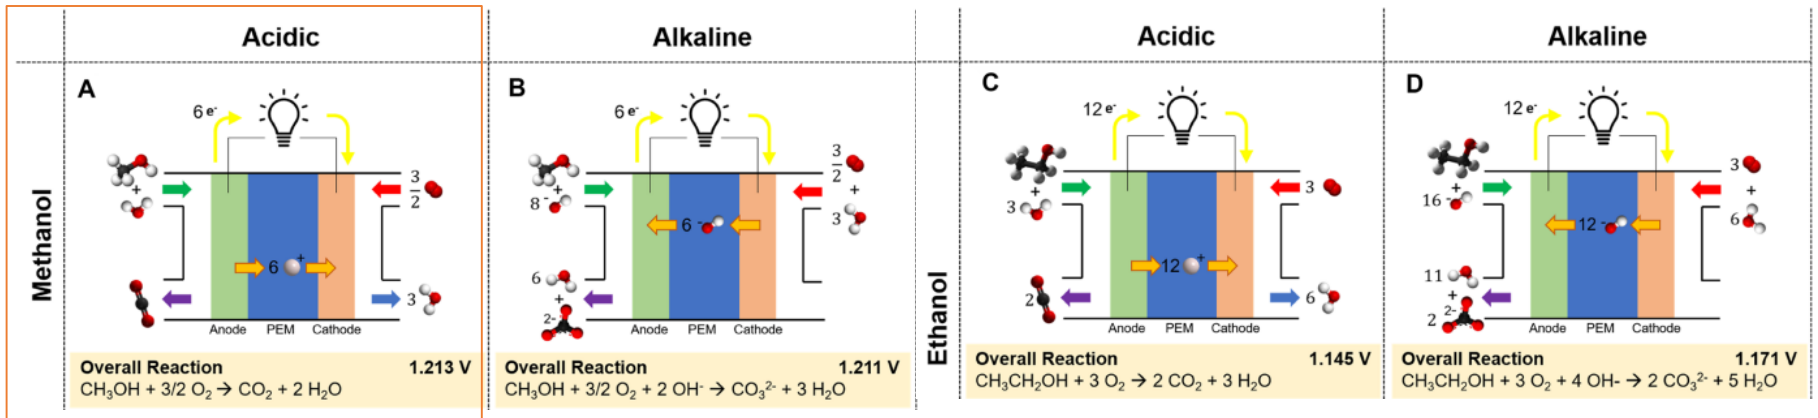 Acidic
Alkaline
Acidic
Alkaline
Methanol
A
6 e-
+
3/2
6 +
3
Anode PEM Cathode
Overall Reaction 1.213 V
CH₃OH + 3/2 O₂ → CO₂ + 2 H₂O
B
6 e-
+
8 -
3/2
+
3
6 -
6
+
2-
Anode PEM Cathode
Overall Reaction 1.211 V
CH₃OH + 3/2 O₂ + 2 OH⁻ → CO₃²⁻ + 3 H₂O
Ethanol
C
12 e-
+
3
3
12 +
2
6
Anode PEM Cathode
Overall Reaction 1.145 V
CH₃CH₂OH + 3 O₂ → 2 CO₂ + 3 H₂O
D
12 e-
+
16 -
3
+
6
12 -
11
+
2 2-
Anode PEM Cathode
Overall Reaction 1.171 V
CH₃CH₂OH + 3 O₂ + 4 OH- → 2 CO₃²⁻ + 5 H₂O